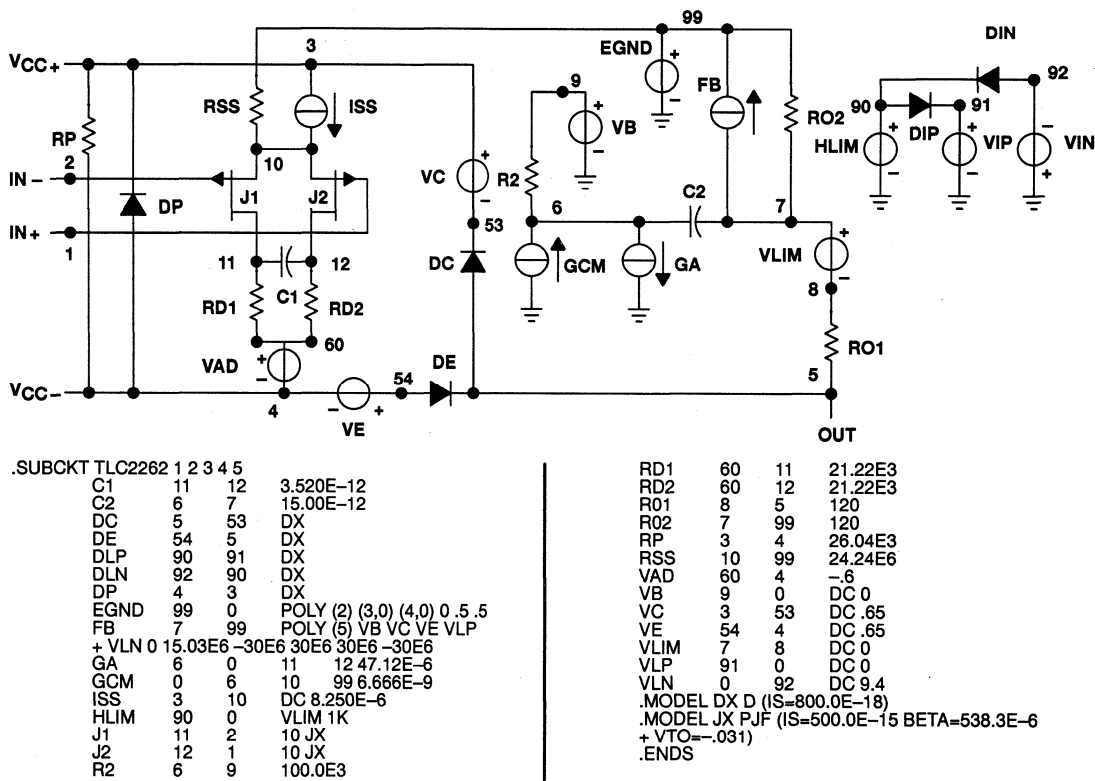 99
3
EGND
+
−
DIN
VCC+
RSS
ISS
9
FB
92
RP
VB
+
−
RO2
90
DIP
91
HLIM
+
−
VIP
+
−
VIN
−
+
2
10
IN−
J1
J2
VC
+
−
R2
C2
DP
6
7
IN+
1
53
11
12
C1
DC
GCM
GA
VLIM
+
−
8
RD1
RD2
60
VAD
+
−
DE
RO1
5
VCC−
4
54
−
+
VE
OUT
.SUBCKT TLC2262 1 2 3 4 5
C1 11 12 3.520E−12
C2 6 7 15.00E−12
DC 5 53 DX
DE 54 5 DX
DLP 90 91 DX
DLN 92 90 DX
DP 4 3 DX
EGND 99 0 POLY (2) (3,0) (4,0) 0 .5 .5
FB 7 99 POLY (5) VB VC VE VLP
+ VLN 0 15.03E6 −30E6 30E6 30E6 −30E6
GA 6 0 11 12 47.12E−6
GCM 0 6 10 99 6.666E−9
ISS 3 10 DC 8.250E−6
HLIM 90 0 VLIM 1K
J1 11 2 10 JX
J2 12 1 10 JX
R2 6 9 100.0E3
RD1 60 11 21.22E3
RD2 60 12 21.22E3
R01 8 5 120
R02 7 99 120
RP 3 4 26.04E3
RSS 10 99 24.24E6
VAD 60 4 −.6
VB 9 0 DC 0
VC 3 53 DC .65
VE 54 4 DC .65
VLIM 7 8 DC 0
VLP 91 0 DC 0
VLN 0 92 DC 9.4
.MODEL DX D (IS=800.0E−18)
.MODEL JX PJF (IS=500.0E−15 BETA=538.3E−6
+ VTO=−.031)
.ENDS